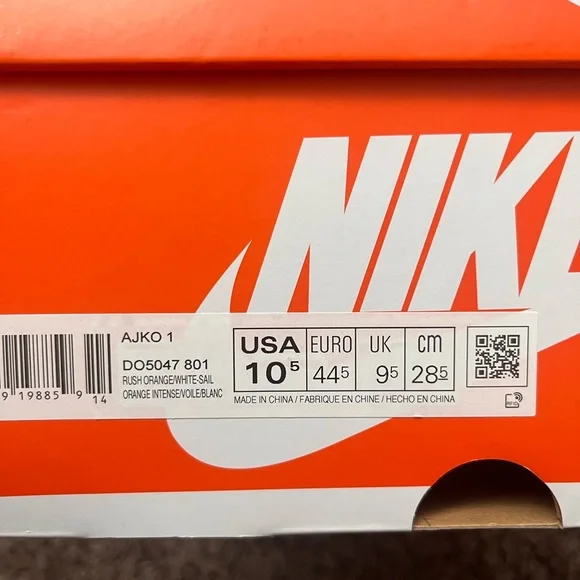 NIKE
AJKO 1
DO5047 801
RUSH ORANGE/WHITE-SAIL
ORANGE INTENSE/VOILE/BLANC
9 19885 9 14
USA EURO UK cm
10⁵ 44⁵ 9⁵ 28⁵
MADE IN CHINA / FABRIQUE EN CHINE / HECHO EN CHINA
RFID